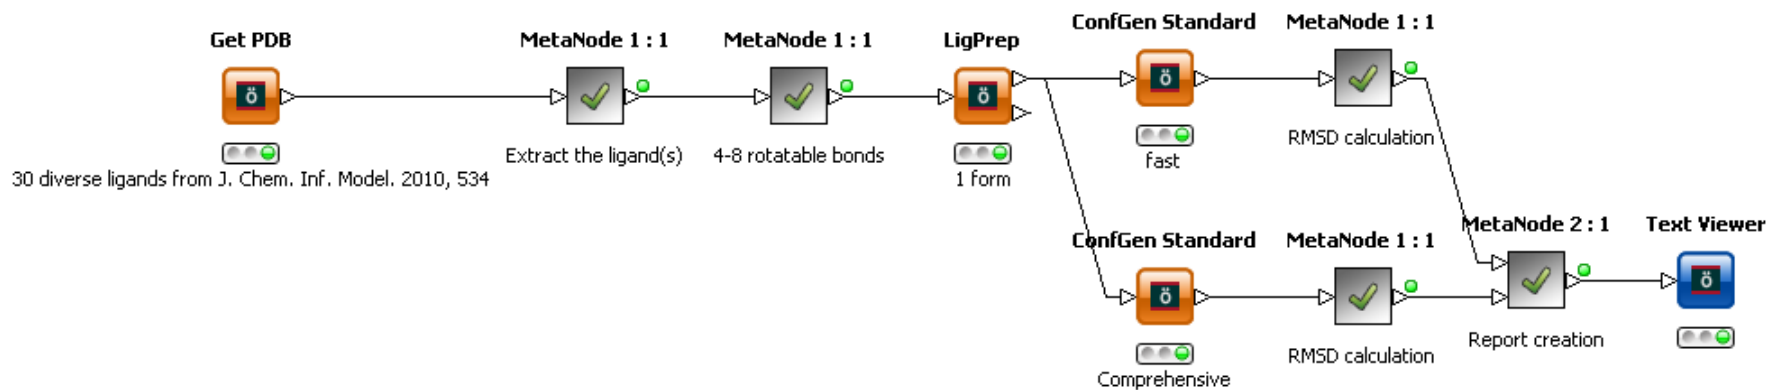 Get PDB
30 diverse ligands from J. Chem. Inf. Model. 2010, 534
MetaNode 1 : 1
Extract the ligand(s)
MetaNode 1 : 1
4-8 rotatable bonds
LigPrep
1 form
ConfGen Standard
fast
MetaNode 1 : 1
RMSD calculation
ConfGen Standard
Comprehensive
MetaNode 1 : 1
RMSD calculation
MetaNode 2 : 1
Report creation
Text Viewer